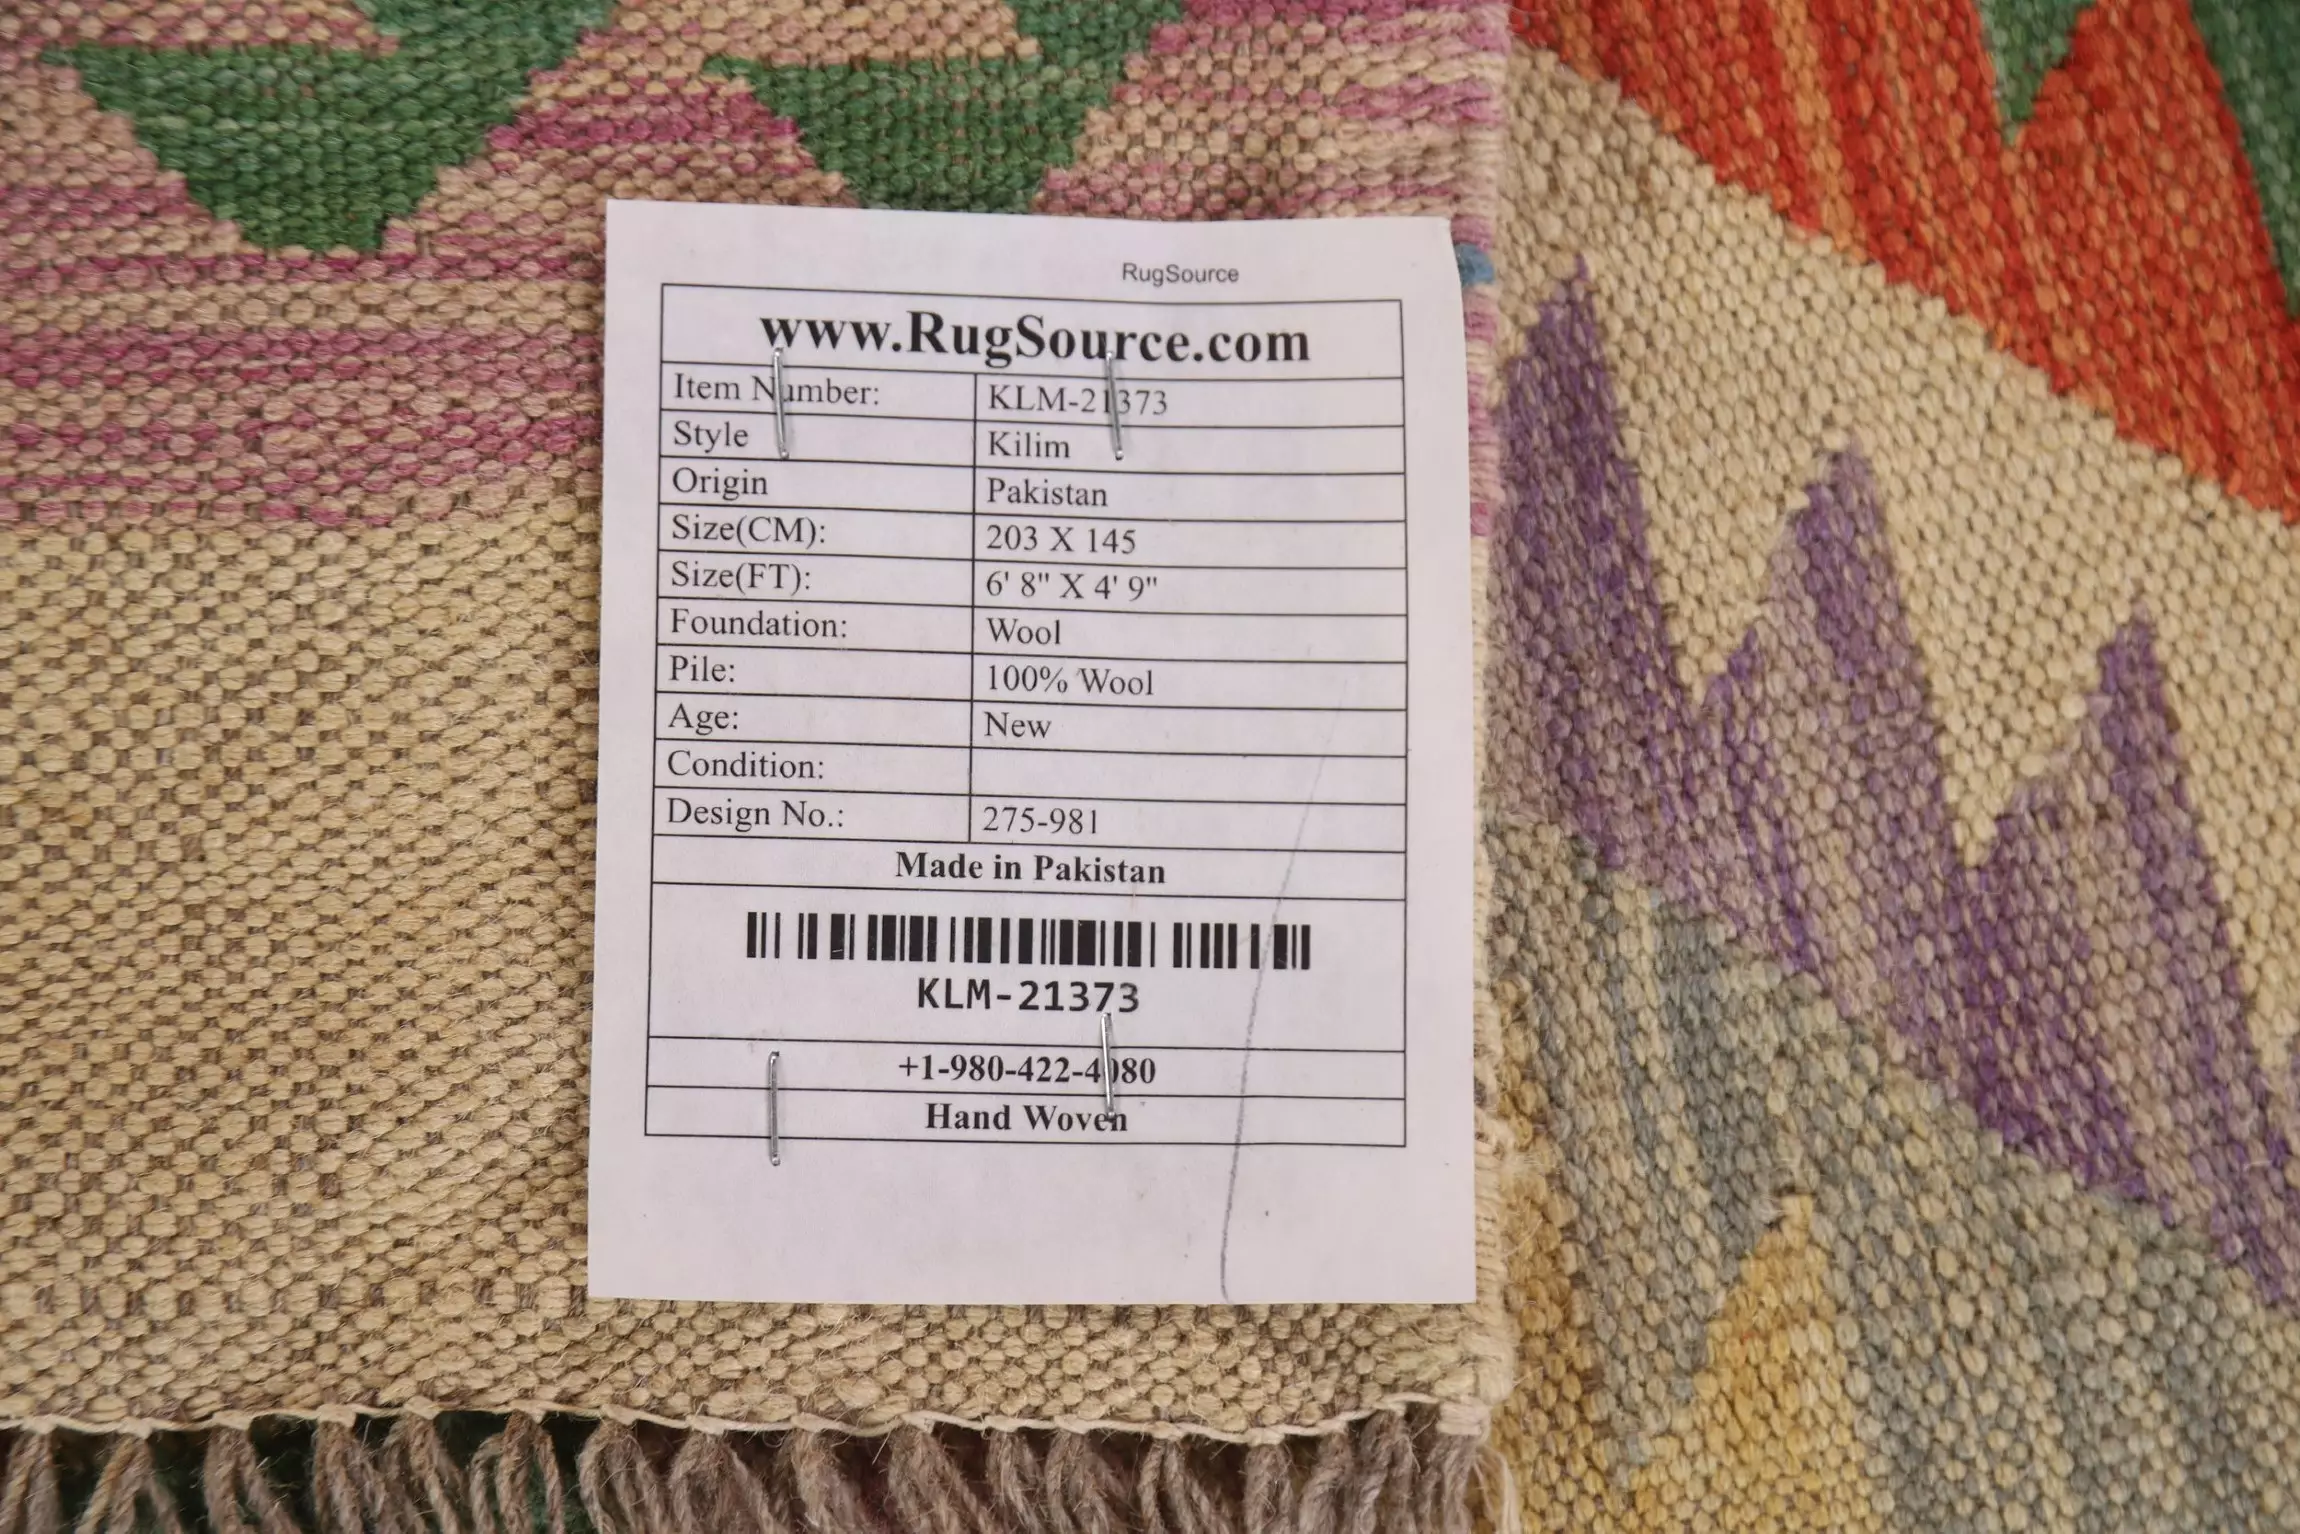 RugSource
www.RugSource.com
Item Number: KLM-21373
Style Kilim
Origin Pakistan
Size(CM): 203 X 145
Size(FT): 6' 8" X 4' 9"
Foundation: Wool
Pile: 100% Wool
Age: New
Condition:
Design No.: 275-981
Made in Pakistan
KLM-21373
+1-980-422-4080
Hand Woven